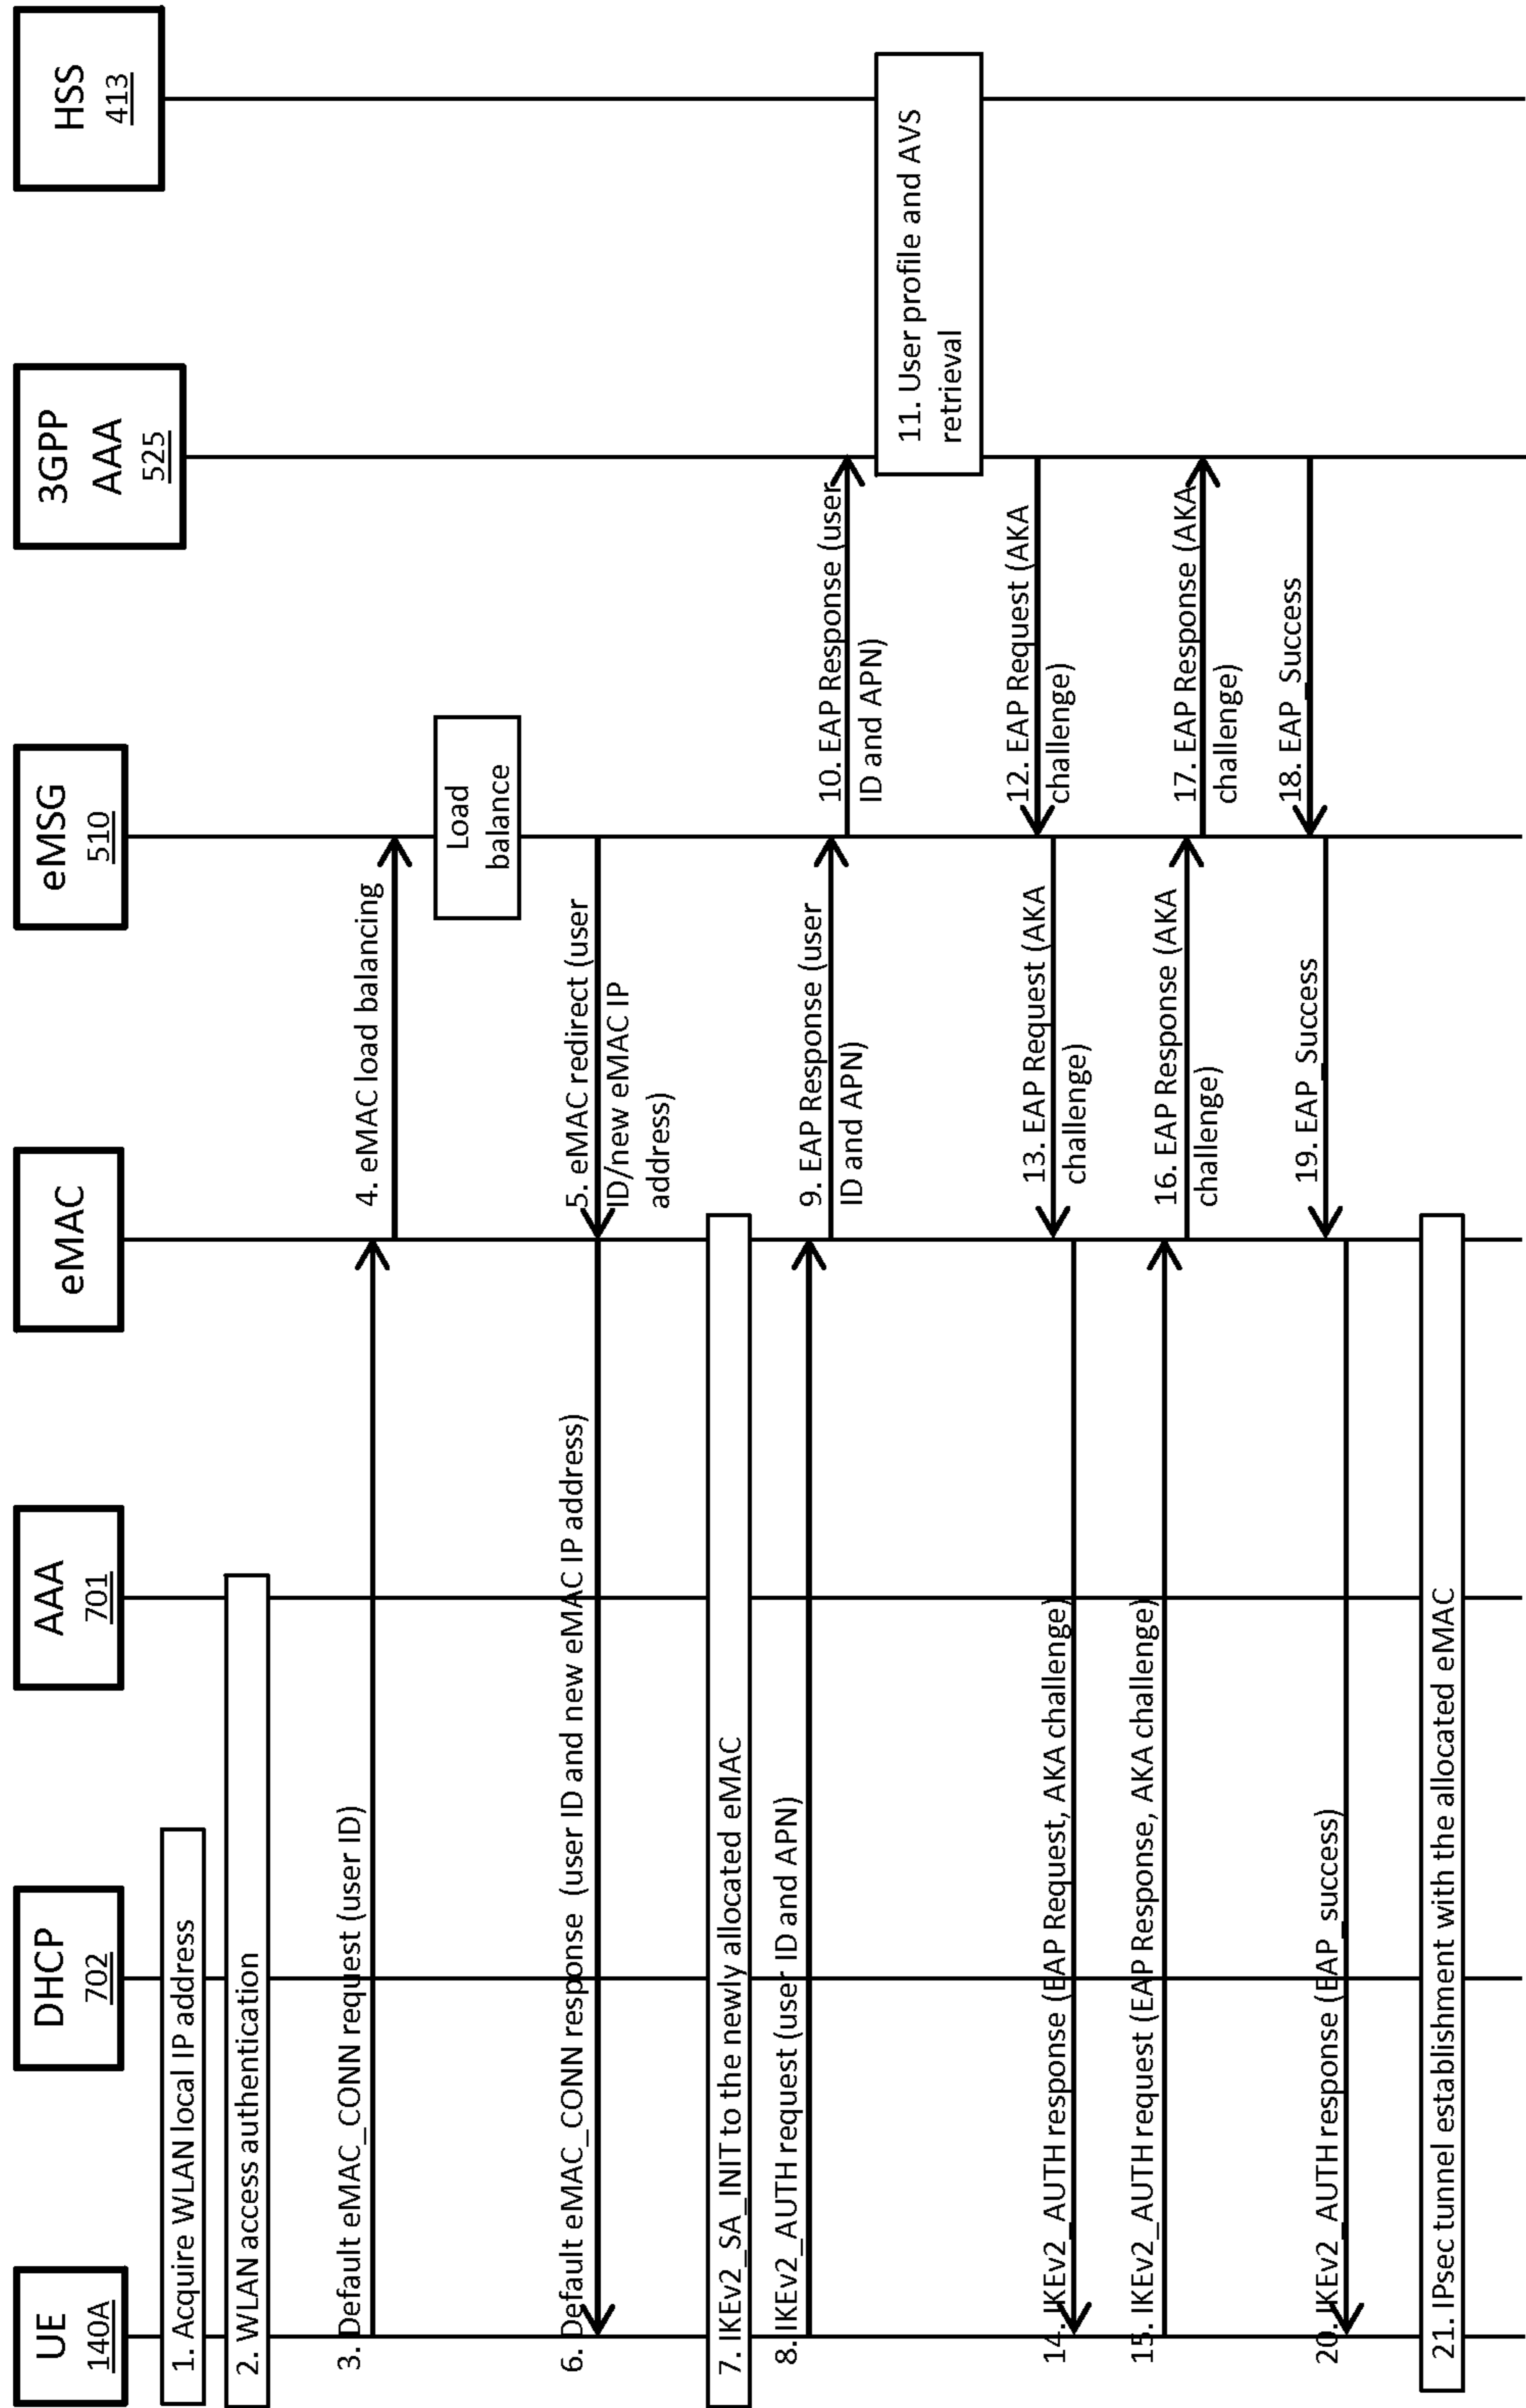 UE
140A
DHCP
702
AAA
701
eMAC
eMSG
510
3GPP
AAA
525
HSS
413
1. Acquire WLAN local IP address
2. WLAN access authentication
3. Default eMAC_CONN request (user ID)
4. eMAC load balancing
Load
balance
5. eMAC redirect (user
ID/new eMAC IP
address)
6. Default eMAC_CONN response (user ID and new eMAC IP address)
7. IKEv2_SA_INIT to the newly allocated eMAC
8. IKEv2_AUTH request (user ID and APN)
9. EAP Response (user
ID and APN)
10. EAP Response (user
ID and APN)
11. User profile and AVS
retrieval
12. EAP Request (AKA
challenge)
13. EAP Request (AKA
challenge)
14. IKEv2_AUTH response (EAP Request, AKA challenge)
15. IKEv2_AUTH request (EAP Response, AKA challenge)
16. EAP Response (AKA
challenge)
17. EAP Response (AKA
challenge)
18. EAP_Success
19. EAP_Success
20. IKEv2_AUTH response (EAP_success)
21. IPsec tunnel establishment with the allocated eMAC